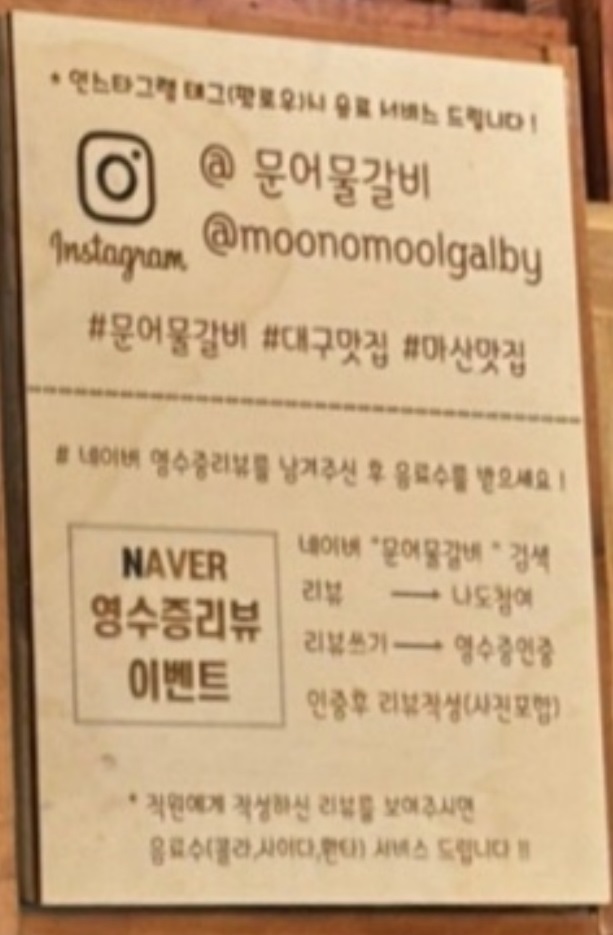 * 인스타그램 태그(팔로우)시 음료 서비스 드립니다!
@ 문어물갈비
Instagram
@moonomoolgalby
#문어물갈비 #대구맛집 #마산맛집
# 네이버 영수증리뷰를 남겨주신 후 음료수를 받으세요!
NAVER
영수증리뷰
이벤트
네이버 "문어물갈비 " 검색
리뷰 → 나도참여
리뷰쓰기 → 영수증인증
인증후 리뷰작성(사진포함)
* 직원에게 작성하신 리뷰를 보여주시면
음료수(콜라,사이다,환타) 서비스 드립니다!!